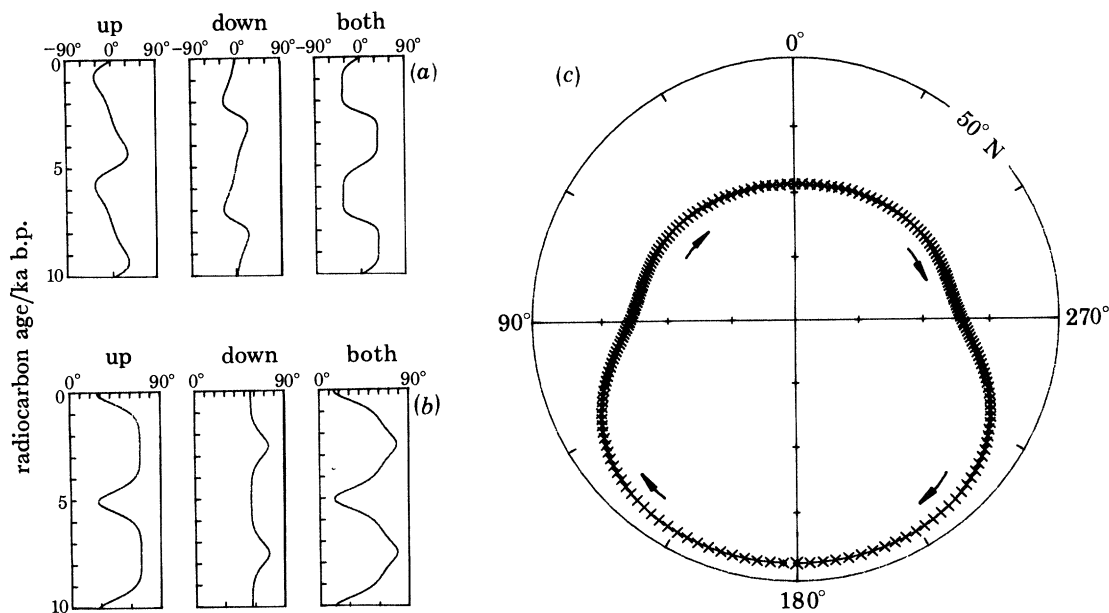 up down both
−90° 0° 90° −90° 0° 90° −90° 0° 90°
0
(a)
5
10
radiocarbon age/ka b.p.
up down both
0° 90° 0° 90° 0° 90°
0
(b)
5
10
(c)
0°
50° N
90°
270°
180°